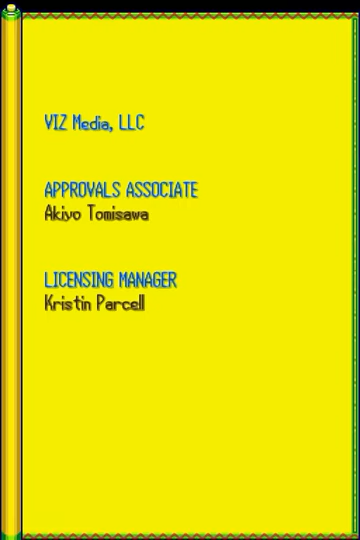 VIZ Media, LLC
APPROVALS ASSOCIATE
Akiyo Tomisawa
LICENSING MANAGER
Kristin Parcell